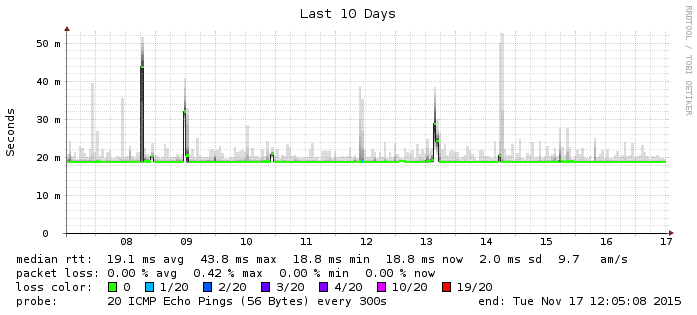 Last 10 Days
RRDTOOL / TOBI OETIKER
Seconds
50 m
40 m
30 m
20 m
10 m
0
08 09 10 11 12 13 14 15 16 17
median rtt: 19.1 ms avg 43.8 ms max 18.8 ms min 18.8 ms now 2.0 ms sd 9.7 am/s
packet loss: 0.00 % avg 0.42 % max 0.00 % min 0.00 % now
loss color: 0 1/20 2/20 3/20 4/20 10/20 19/20
probe: 20 ICMP Echo Pings (56 Bytes) every 300s end: Tue Nov 17 12:05:08 2015